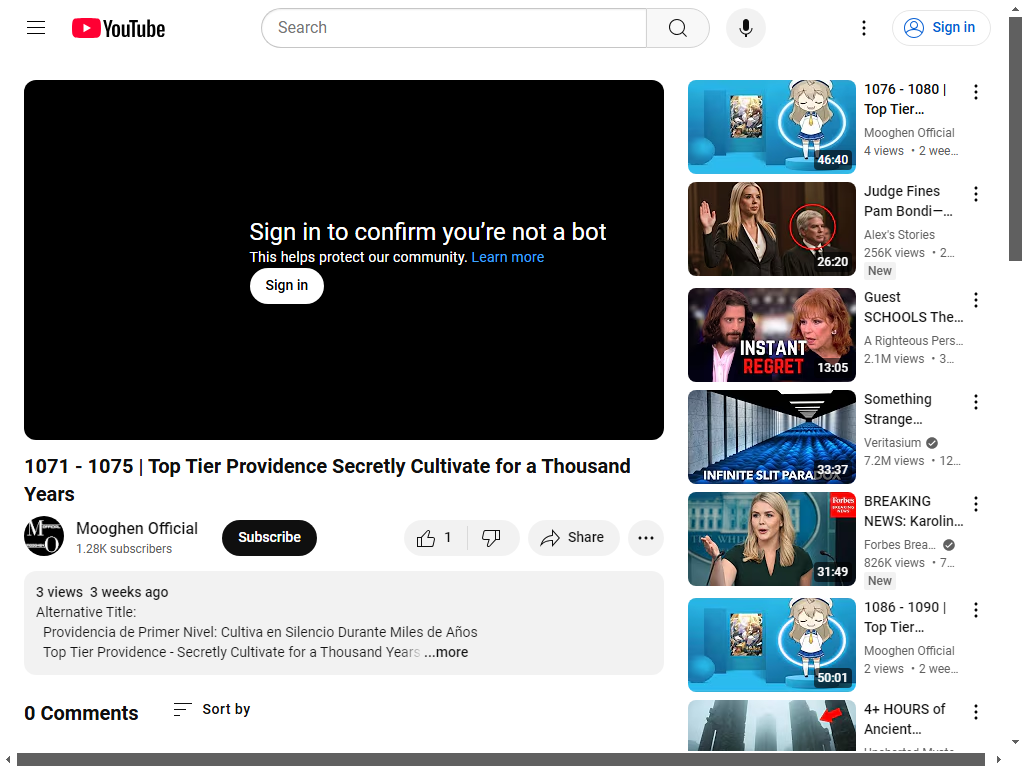 YouTube
Search
Sign in
Sign in to confirm you’re not a bot
This helps protect our community. Learn more
Sign in
1071 - 1075 | Top Tier Providence Secretly Cultivate for a Thousand
Years
Mooghen Official
1.28K subscribers
Subscribe
1
Share
3 views 3 weeks ago
Alternative Title:
Providencia de Primer Nivel: Cultiva en Silencio Durante Miles de Años
Top Tier Providence - Secretly Cultivate for a Thousand Years ...more
0 Comments
Sort by
46:40
1076 - 1080 |
Top Tier…
Mooghen Official
4 views • 2 wee…
26:20
Judge Fines
Pam Bondi—…
Alex's Stories
256K views • 2…
New
INSTANT
REGRET
13:05
Guest
SCHOOLS The…
A Righteous Pers…
2.1M views • 3…
INFINITE SLIT PARADOX
33:37
Something
Strange…
Veritasium
7.2M views • 12…
Forbes
BREAKING NEWS
31:49
BREAKING
NEWS: Karolin…
Forbes Brea…
826K views • 7…
New
50:01
1086 - 1090 |
Top Tier…
Mooghen Official
2 views • 2 wee…
4+ HOURS of
Ancient…